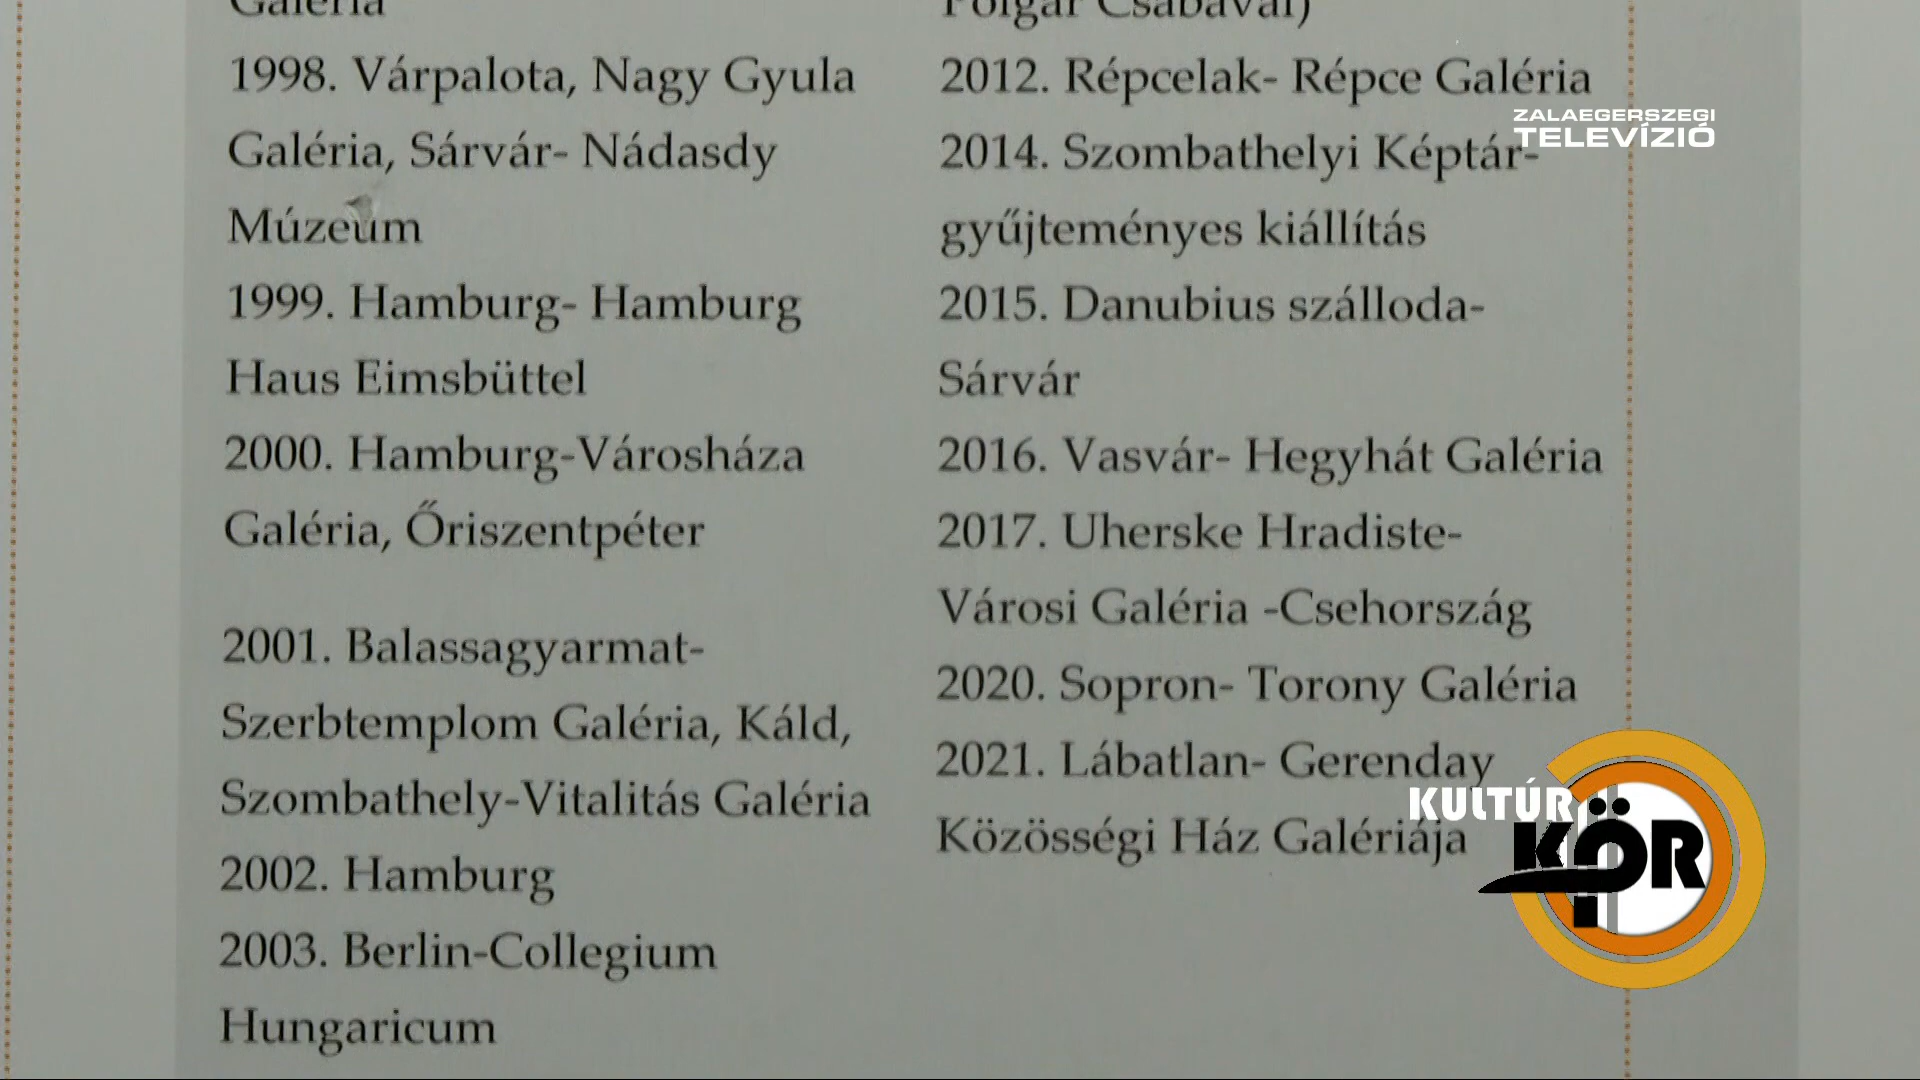 Galéria
1998. Várpalota, Nagy Gyula
Galéria, Sárvár- Nádasdy
Múzeum
1999. Hamburg- Hamburg
Haus Eimsbüttel
2000. Hamburg-Városháza
Galéria, Őriszentpéter
2001. Balassagyarmat-
Szerbtemplom Galéria, Káld,
Szombathely-Vitalitás Galéria
2002. Hamburg
2003. Berlin-Collegium
Hungaricum
Polgár Csabával)
2012. Répcelak- Répce Galéria
2014. Szombathelyi Képtár-
gyűjteményes kiállítás
2015. Danubius szálloda-
Sárvár
2016. Vasvár- Hegyhát Galéria
2017. Uherske Hradiste-
Városi Galéria -Csehország
2020. Sopron- Torony Galéria
2021. Lábatlan- Gerenday
Közösségi Ház Galériája
ZALAEGERSZEGI
TELEVÍZIÓ
KULTÚR
KÖR